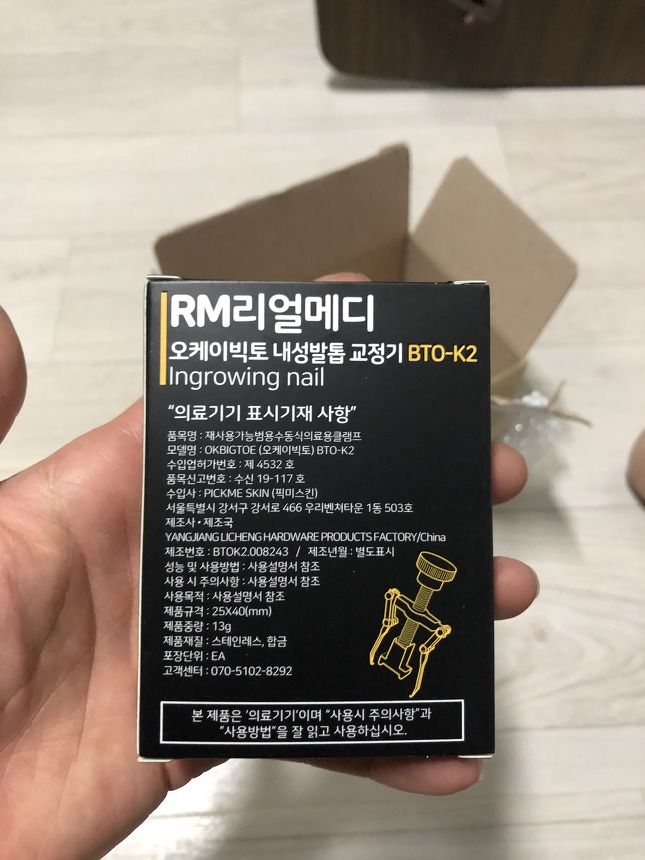 RM리얼메디
오케이빅토 내성발톱 교정기 BTO-K2
Ingrowing nail
“의료기기 표시기재 사항”
품목명 : 재사용가능범용수동식의료용클램프
모델명 : OKBIGTOE (오케이빅토) BTO-K2
수입업허가번호 : 제 4532 호
품목신고번호 : 수신 19-117 호
수입사 : PICKME SKIN (픽미스킨)
서울특별시 강서구 강서로 466 우리벤쳐타운 1동 503호
제조사 • 제조국
YANGJIANG LICHENG HARDWARE PRODUCTS FACTORY/China
제조번호 : BTOK2.008243 / 제조년월 : 별도표시
성능 및 사용방법 : 사용설명서 참조
사용 시 주의사항 : 사용설명서 참조
사용목적 : 사용설명서 참조
제품규격 : 25X40(mm)
제품중량 : 13g
제품재질 : 스테인레스, 합금
포장단위 : EA
고객센터 : 070-5102-8292
본 제품은 ‘의료기기’이며 “사용시 주의사항”과
“사용방법”을 잘 읽고 사용하십시오.